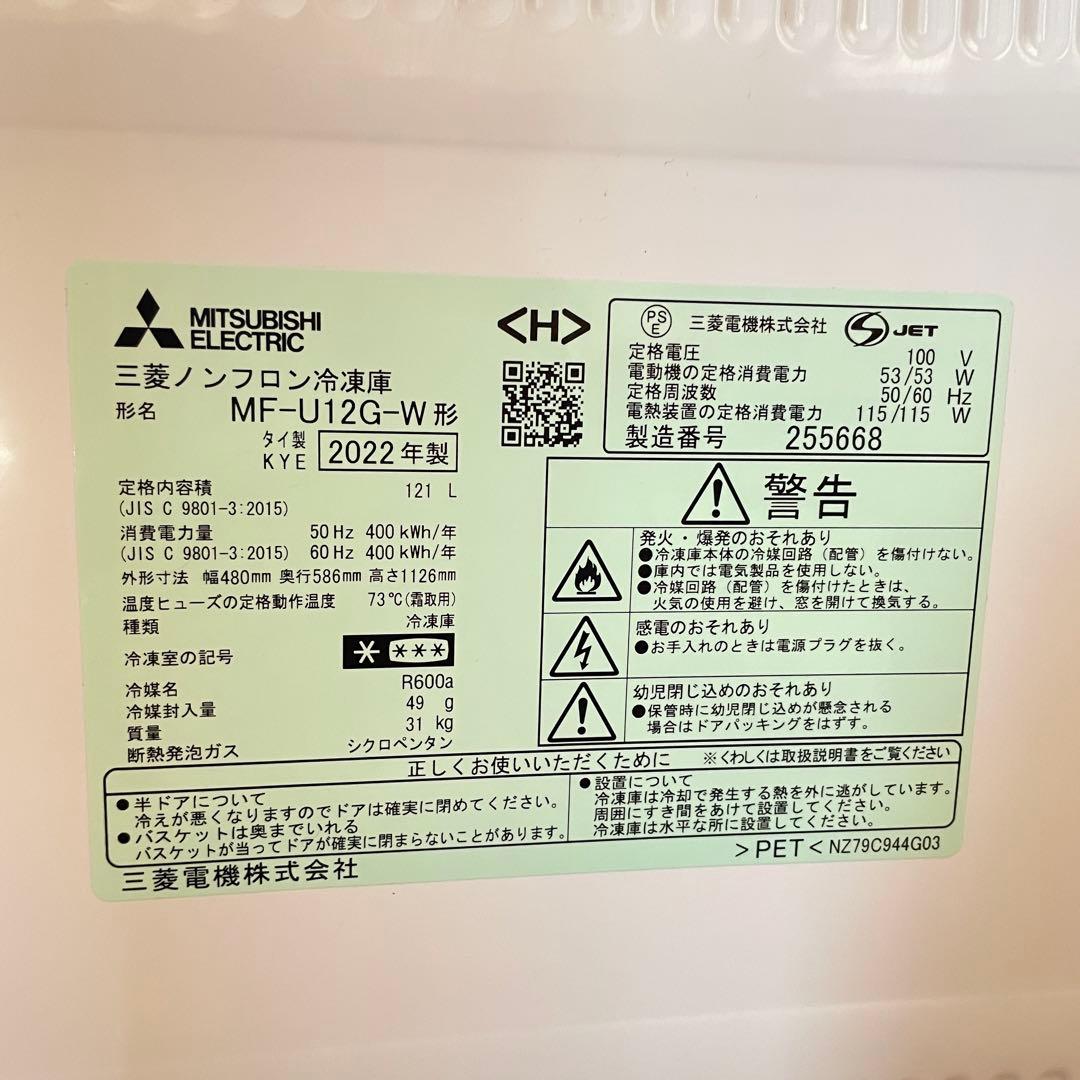 MITSUBISHI
ELECTRIC
三菱ノンフロン冷凍庫
形名 MF-U12G-W形
タイ製
KYE 2022年製
定格内容積 121 L
(JIS C 9801-3:2015)
消費電力量 50Hz 400kWh/年
(JIS C 9801-3:2015) 60Hz 400kWh/年
外形寸法 幅480mm 奥行586mm 高さ1126mm
温度ヒューズの定格動作温度 73℃(霜取用)
種類 冷凍庫
冷凍室の記号 * ***
冷媒名 R600a
冷媒封入量 49 g
質量 31 kg
断熱発泡ガス シクロペンタン
<H>
PSE 三菱電機株式会社 S JET
定格電圧 100 V
電動機の定格消費電力 53/53 W
定格周波数 50/60 Hz
電熱装置の定格消費電力 115/115 W
製造番号 255668
警告
発火・爆発のおそれあり
●冷凍庫本体の冷媒回路(配管)を傷付けない。
●庫内では電気製品を使用しない。
●冷媒回路(配管)を傷付けたときは、
火気の使用を避け、窓を開けて換気する。
感電のおそれあり
●お手入れのときは電源プラグを抜く。
幼児閉じ込めのおそれあり
●保管時に幼児閉じ込めが懸念される
場合はドアパッキングをはずす。
正しくお使いいただくために ※くわしくは取扱説明書をご覧ください
●半ドアについて
冷えが悪くなりますのでドアは確実に閉めてください。
●バスケットは奥までいれる
バスケットが当ってドアが確実に閉まらないことがあります。
●設置について
冷凍庫は冷却で発生する熱を外に逃がしています。
周囲にすき間をあけて設置してください。
冷凍庫は水平な所に設置してください。
三菱電機株式会社
>PET< NZ79C944G03